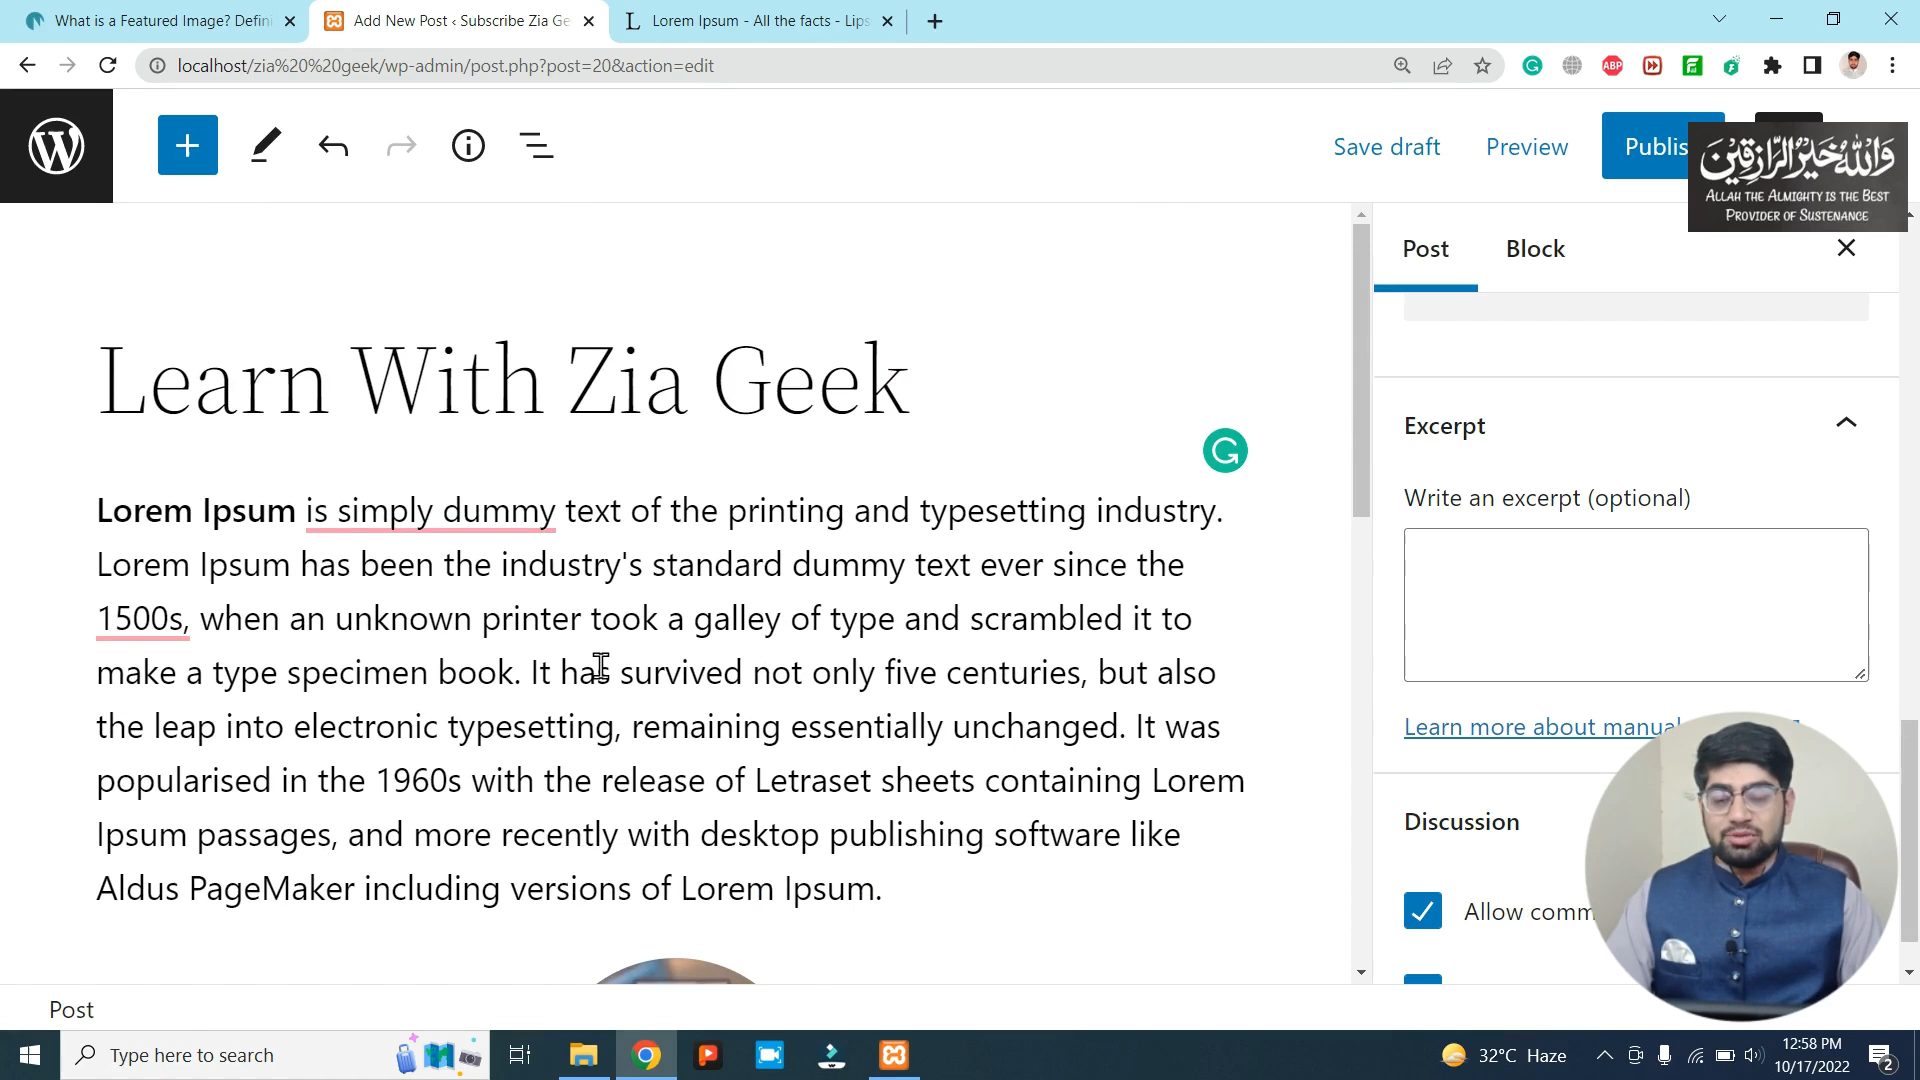 What is a Featured Image? Defini
Add New Post ‹ Subscribe Zia Ge
Lorem Ipsum - All the facts - Lips
localhost/zia%20%20geek/wp-admin/post.php?post=20&action=edit
ABP
Save draft
Preview
Publis
وَاللّٰهُ خَيْرُ الرَّازِقِيْنَ
ALLAH THE ALMIGHTY IS THE BEST
PROVIDER OF SUSTENANCE
Post
Block
Learn With Zia Geek
Lorem Ipsum is simply dummy text of the printing and typesetting industry.
Lorem Ipsum has been the industry's standard dummy text ever since the
1500s, when an unknown printer took a galley of type and scrambled it to
make a type specimen book. It has survived not only five centuries, but also
the leap into electronic typesetting, remaining essentially unchanged. It was
popularised in the 1960s with the release of Letraset sheets containing Lorem
Ipsum passages, and more recently with desktop publishing software like
Aldus PageMaker including versions of Lorem Ipsum.
Excerpt
Write an excerpt (optional)
Learn more about manual
Discussion
Allow comm
Post
Type here to search
32°C Haze
12:58 PM
10/17/2022
2